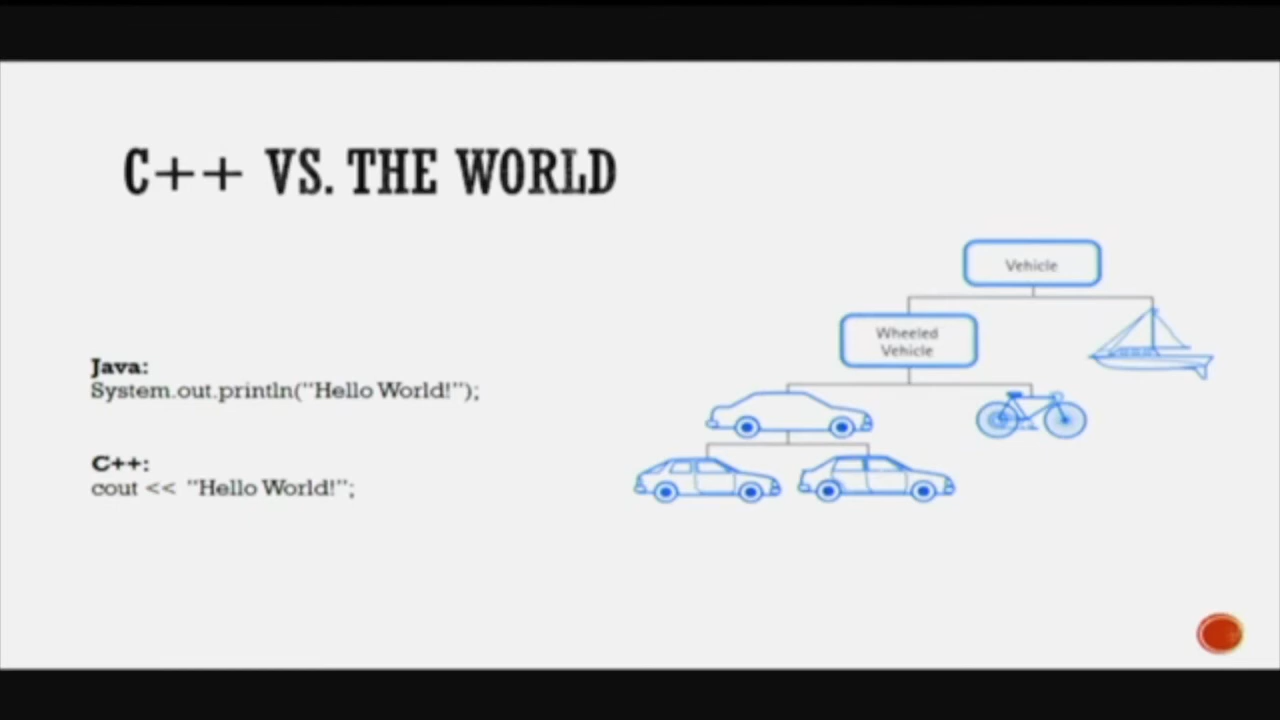 C++ VS. THE WORLD
Java:
System.out.println("Hello World!");
C++:
cout << "Hello World!";
Vehicle
Wheeled
Vehicle